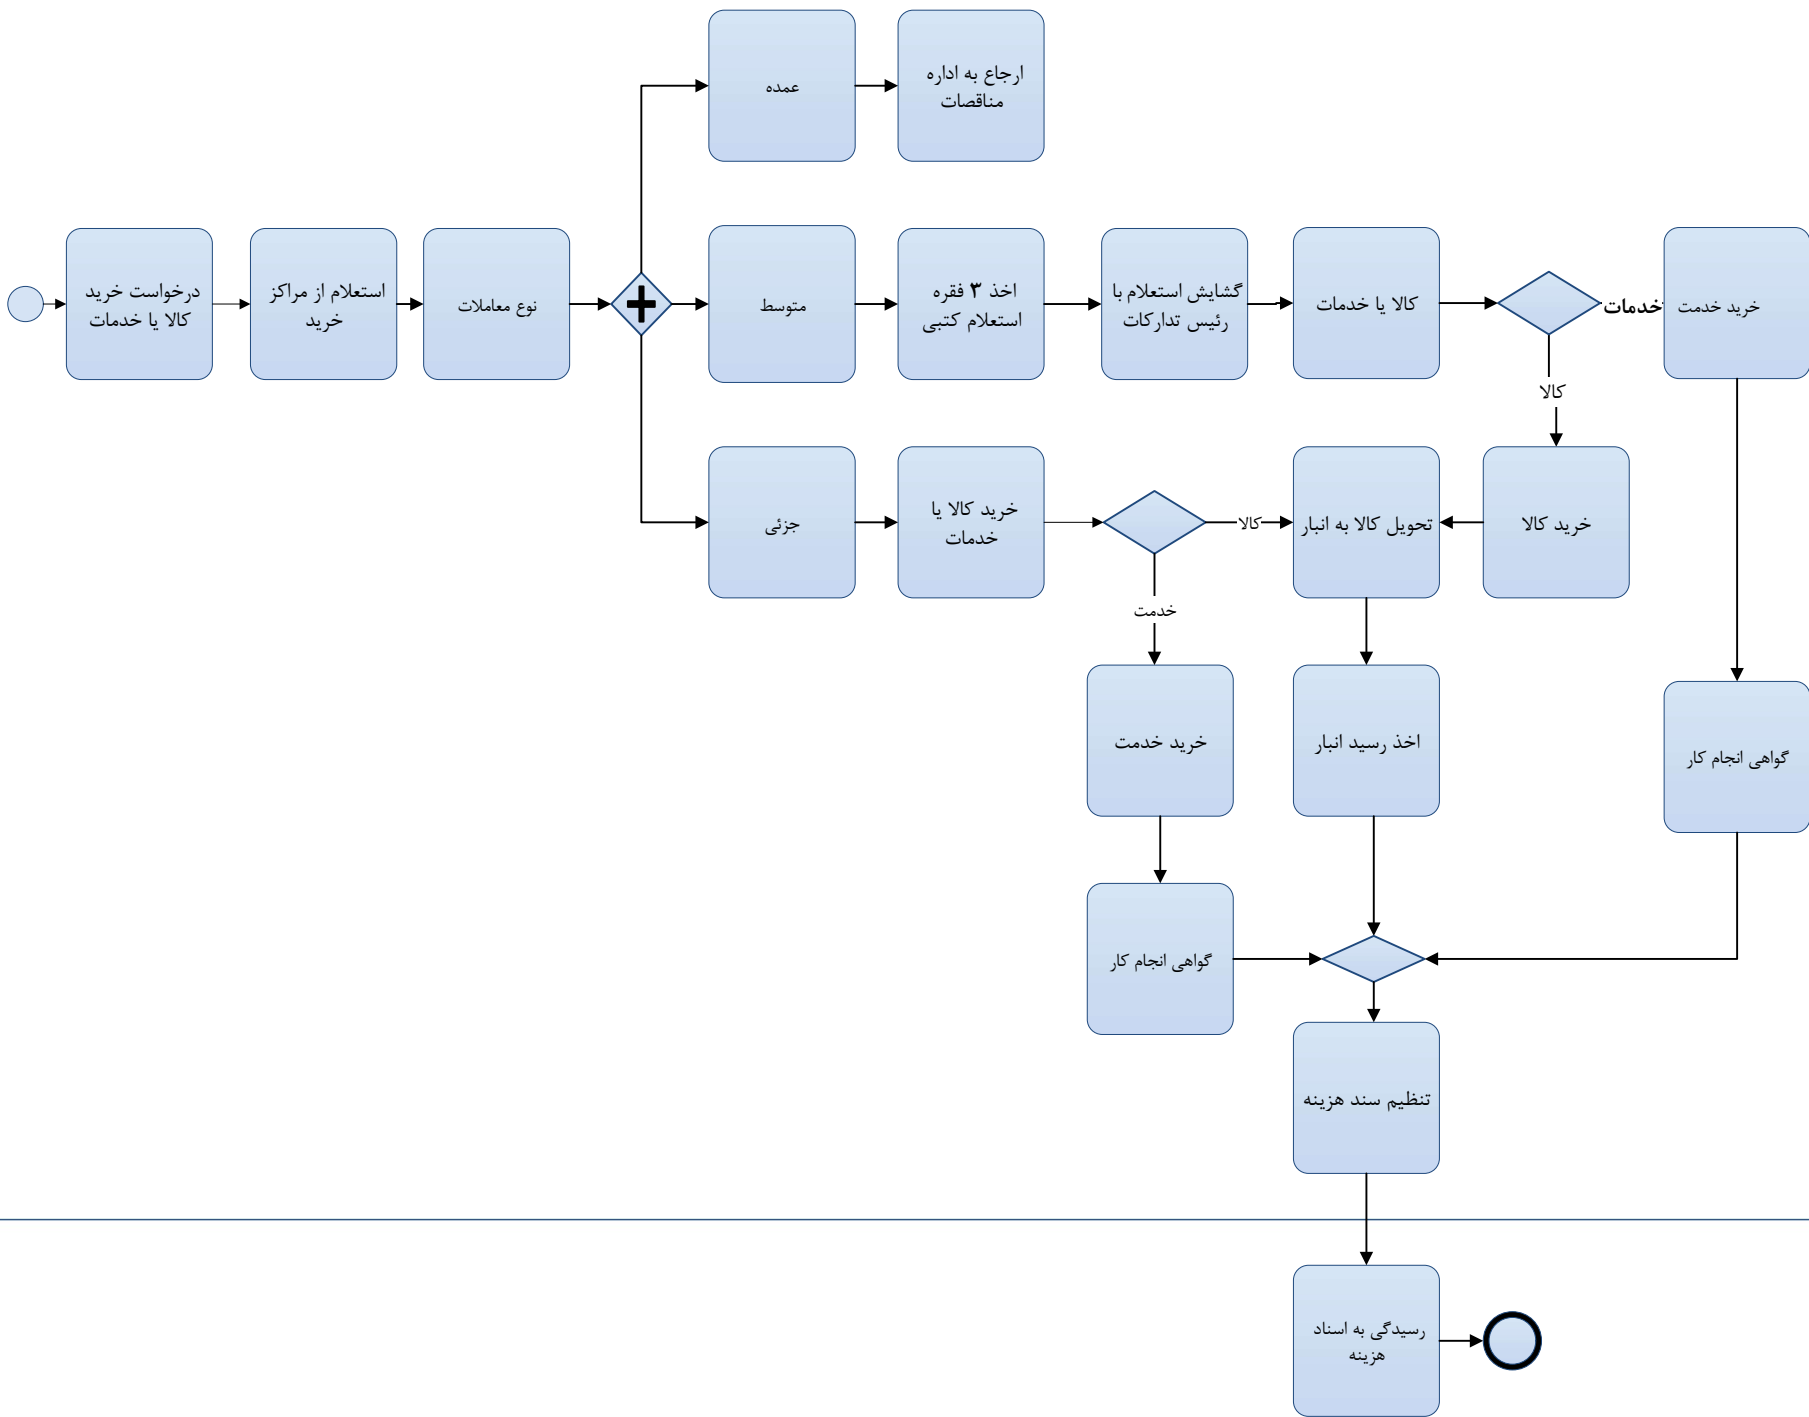 عمده
ارجاع به اداره
مناقصات
درخواست خرید
کالا یا خدمات
استعلام از مراکز
خرید
نوع معاملات
متوسط
اخذ ۳ فقره
استعلام کتبی
گشایش استعلام با
رئیس تدارکات
کالا یا خدمات
خدمات
خرید خدمت
کالا
جزئی
خرید کالا یا
خدمات
کالا
تحویل کالا به انبار
خرید کالا
خدمت
خرید خدمت
اخذ رسید انبار
گواهی انجام کار
گواهی انجام کار
تنظیم سند هزینه
رسیدگی به اسناد
هزینه